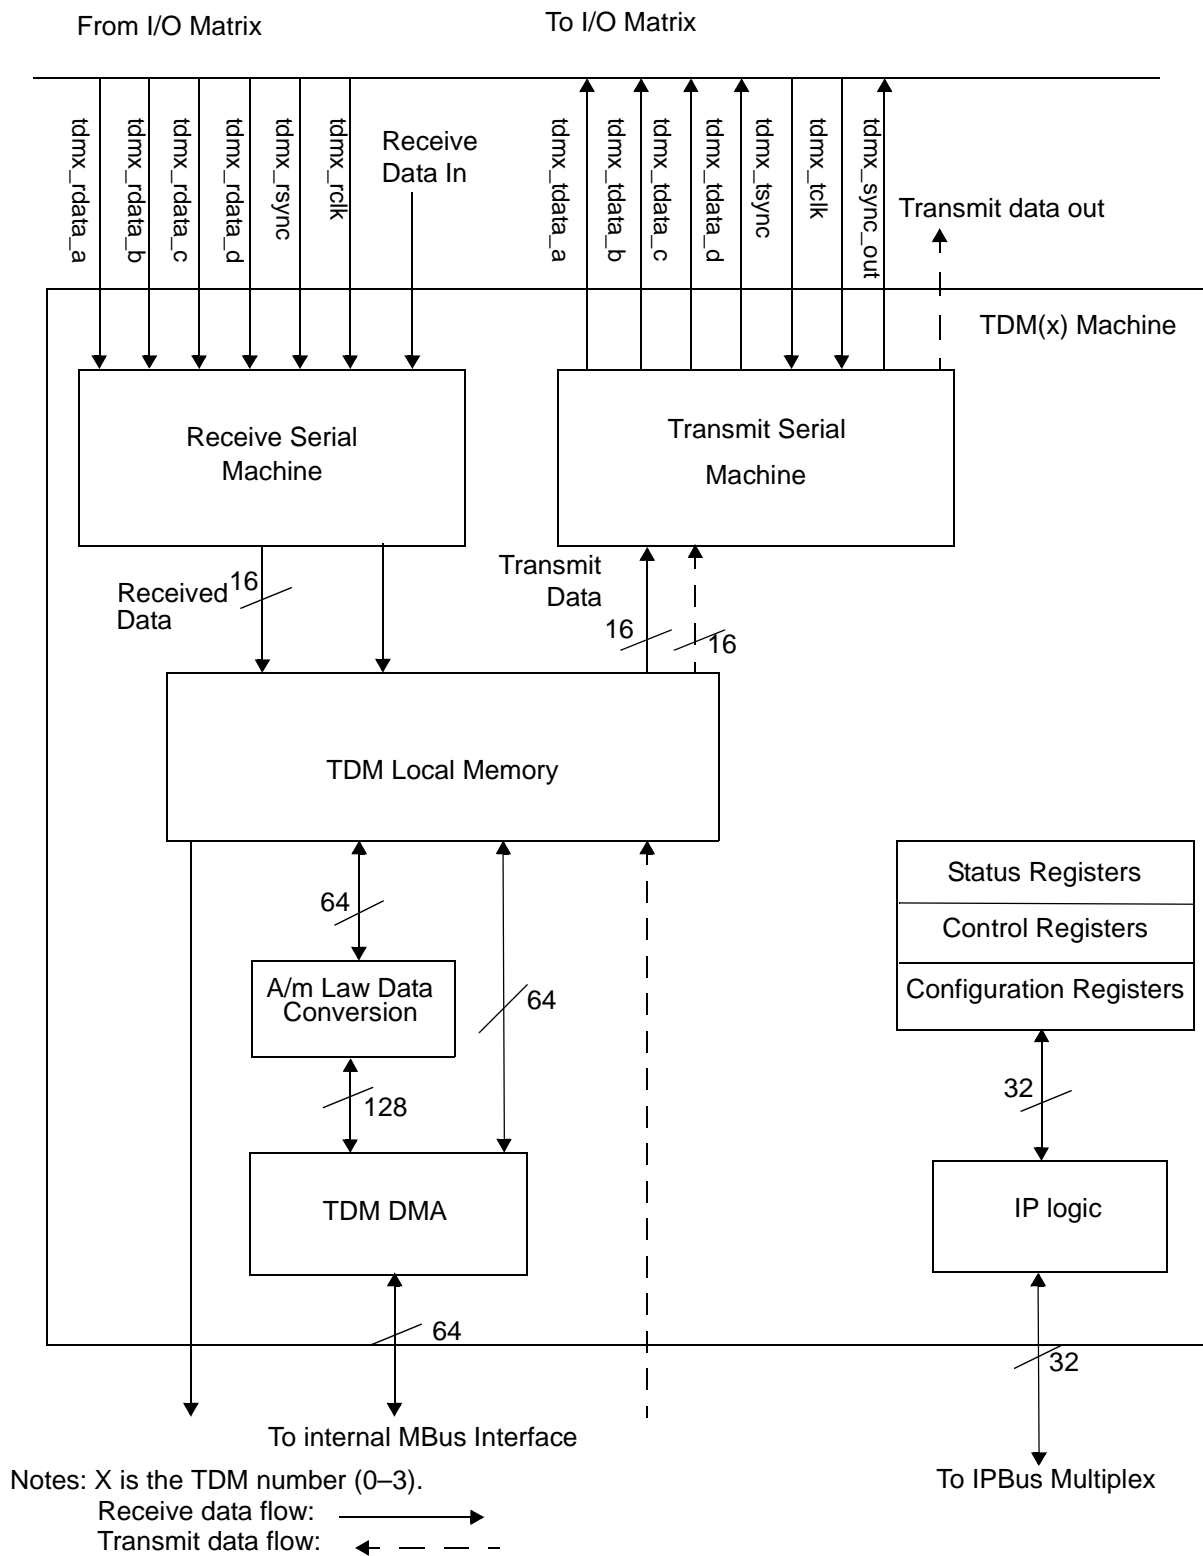 From I/O Matrix
To I/O Matrix
tdmx_rdata_a
tdmx_rdata_b
tdmx_rdata_c
tdmx_rdata_d
tdmx_rsync
tdmx_rclk
Receive
Data In
tdmx_tdata_a
tdmx_tdata_b
tdmx_tdata_c
tdmx_tdata_d
tdmx_tsync
tdmx_tclk
tdmx_sync_out
Transmit data out
TDM(x) Machine
Receive Serial
Machine
Transmit Serial
Machine
Received
Data
16
Transmit
Data
16
16
TDM Local Memory
64
A/m Law Data
Conversion
64
128
TDM DMA
64
Status Registers
Control Registers
Configuration Registers
32
IP logic
32
To internal MBus Interface
To IPBus Multiplex
Notes: X is the TDM number (0–3).
Receive data flow:
Transmit data flow: